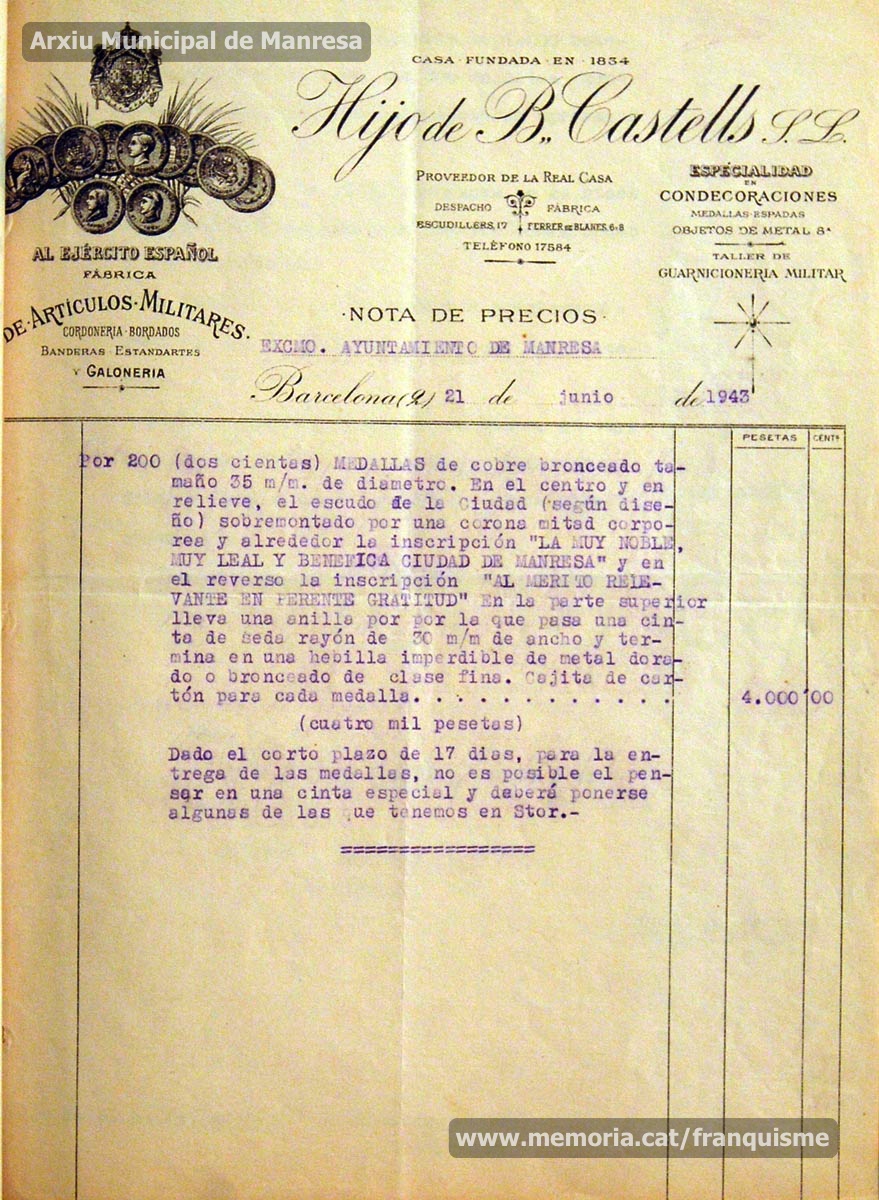 Arxiu Municipal de Manresa
CASA FUNDADA EN 1834
Hijo de B. Castells S. L.
PROVEEDOR DE LA REAL CASA
DESPACHO FÁBRICA
ESCUDILLERS, 17 FERRER DE BLANES, 6 Y 8
TELÉFONO 17584
ESPÉCIALIDAD
EN
CONDECORACIONES
MEDALLAS-ESPADAS
OBJETOS DE METAL &ª
TALLER DE
GUARNICIONERIA MILITAR
AL EJÉRCITO ESPAÑOL
FÁBRICA
DE·ARTÍCULOS·MILITARES.
CORDONERIA·BORDADOS
BANDERAS·ESTANDARTES
Y GALONERIA
·NOTA DE PRECIOS·
EXCMO. AYUNTAMIENTO DE MANRESA
Barcelona (2) 21 de junio de 1943
PESETAS CENTS
Por 200 (dos cientas) MEDALLAS de cobre bronceado ta-
maño 35 m/m. de diametro. En el centro y en
relieve, el escudo de la Ciudad (según dise-
ño) sobremontado por una corona mitad corpo-
rea y alrededor la inscripción "LA MUY NOBLE,
MUY LEAL Y BENEFICA CIUDAD DE MANRESA" y en
el reverso la inscripción "AL MERITO RELE-
VANTE EN PERENTE GRATITUD" En la parte superior
lleva una anilla por por la que pasa una cin-
ta de seda rayón de 30 m/m de ancho y ter-
mina en una hebilla imperdible de metal dora-
do o bronceado de clase fina. Cajita de car-
tón para cada medalla. . . . . . . . . . . . 4.000'00
(cuatro mil pesetas)
Dado el corto plazo de 17 dias, para la en-
trega de las medallas, no es posible el pen-
sar en una cinta especial y deberá ponerse
algunas de las que tenemos en Stor.-
=================
www.memoria.cat/franquisme